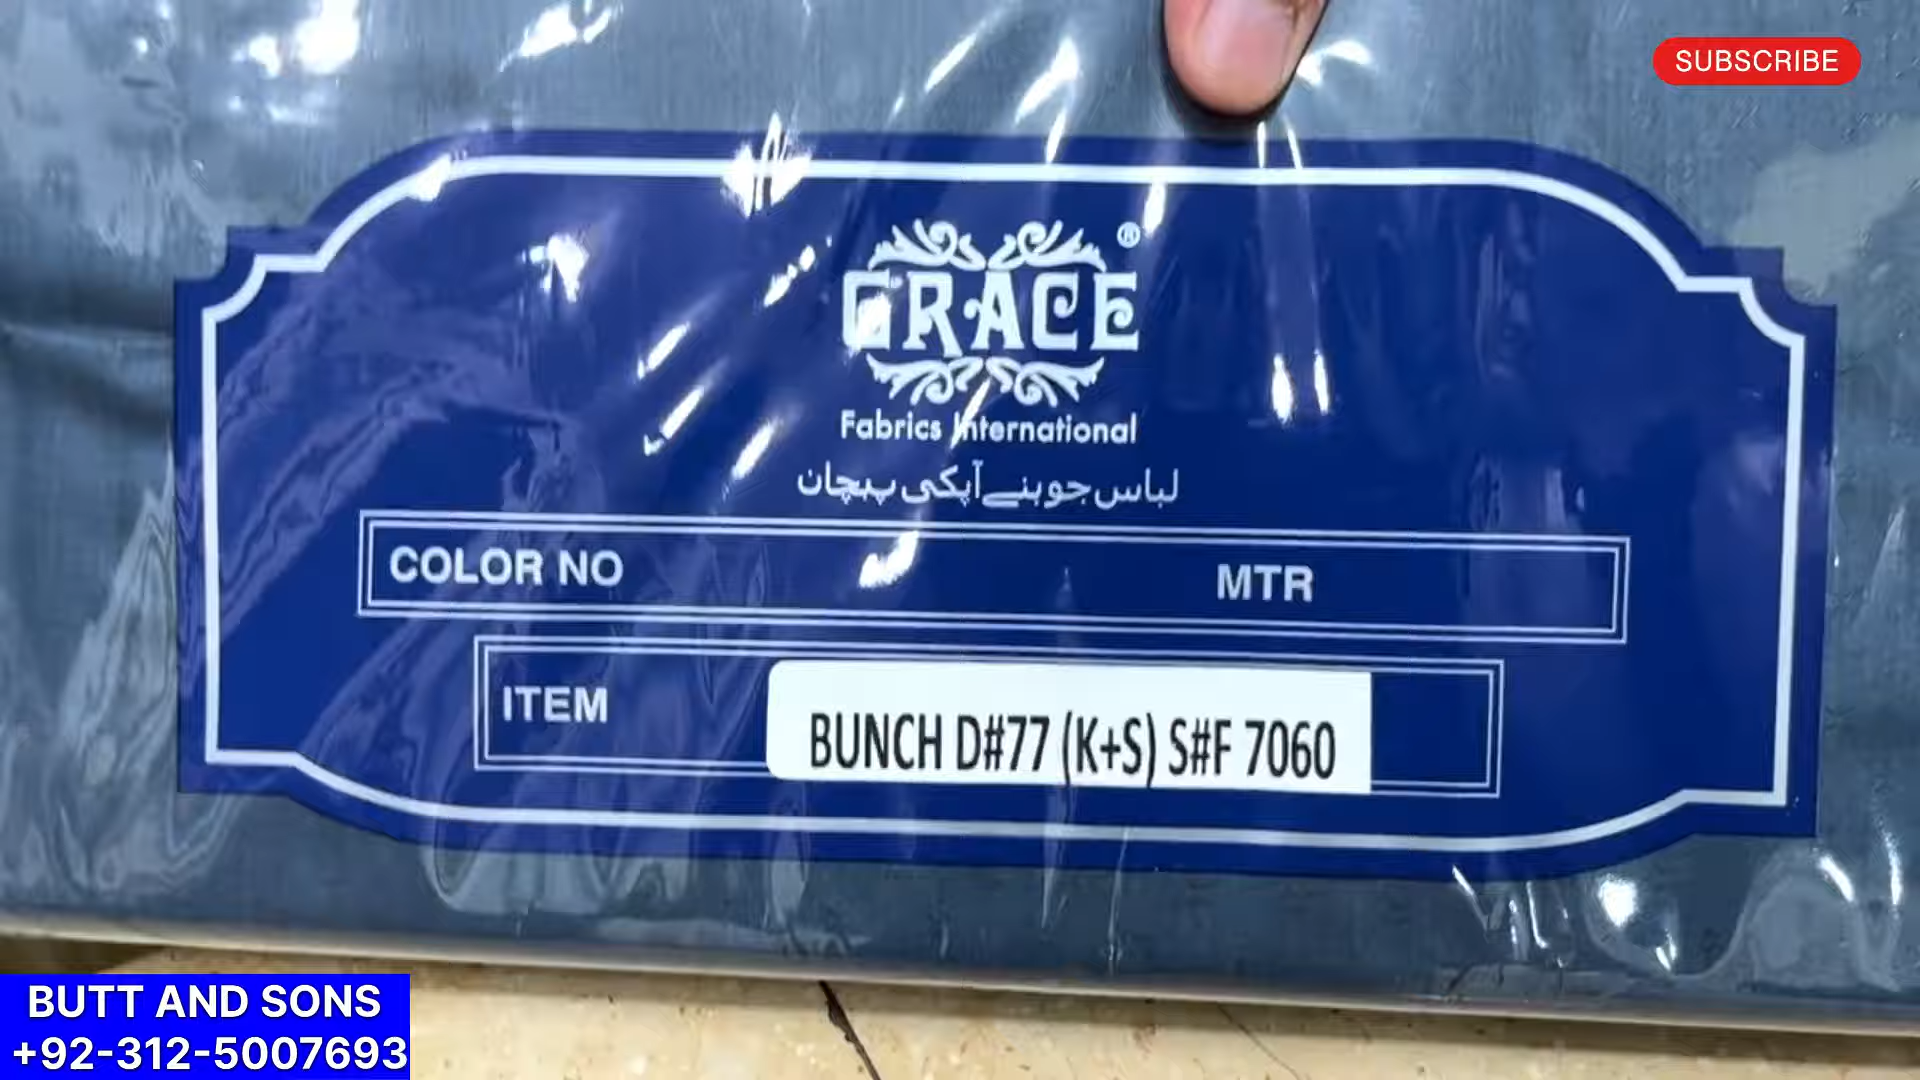 SUBSCRIBE
GRACE®
Fabrics International
لباس جو بنے آپکی پہچان
COLOR NO MTR
ITEM BUNCH D#77 (K+S) S#F 7060
BUTT AND SONS
+92-312-5007693